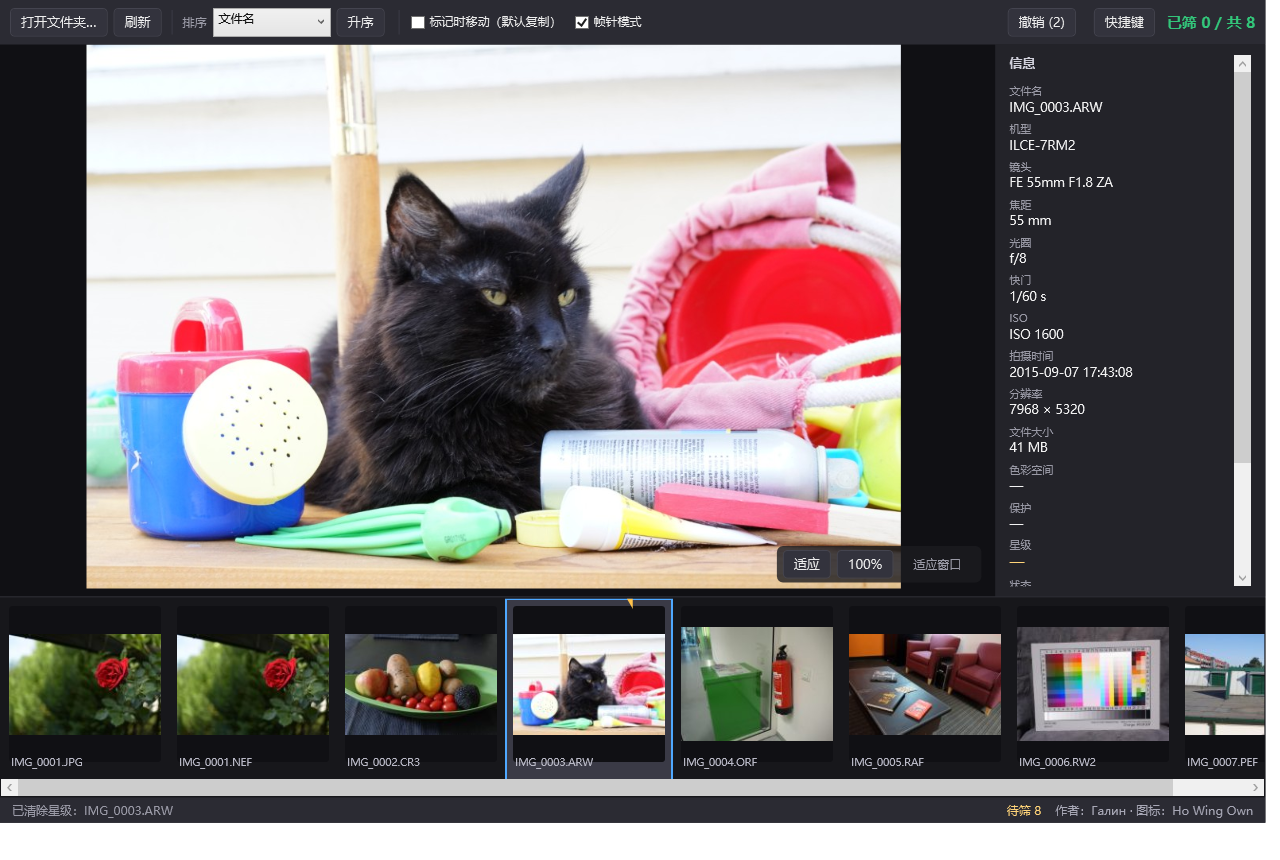 打开文件夹...
刷新
排序
文件名
升序
标记时移动（默认复制）
帧针模式
撤销 (2)
快捷键
已筛 0 / 共 8
信息
文件名
IMG_0003.ARW
机型
ILCE-7RM2
镜头
FE 55mm F1.8 ZA
焦距
55 mm
光圈
f/8
快门
1/60 s
ISO
ISO 1600
拍摄时间
2015-09-07 17:43:08
分辨率
7968 × 5320
文件大小
41 MB
色彩空间
—
保护
—
星级
—
状态
适应
100%
适应窗口
IMG_0001.JPG
IMG_0001.NEF
IMG_0002.CR3
IMG_0003.ARW
IMG_0004.ORF
IMG_0005.RAF
IMG_0006.RW2
IMG_0007.PEF
已清除星级：IMG_0003.ARW
待筛 8
作者：Галин · 图标：Ho Wing Own